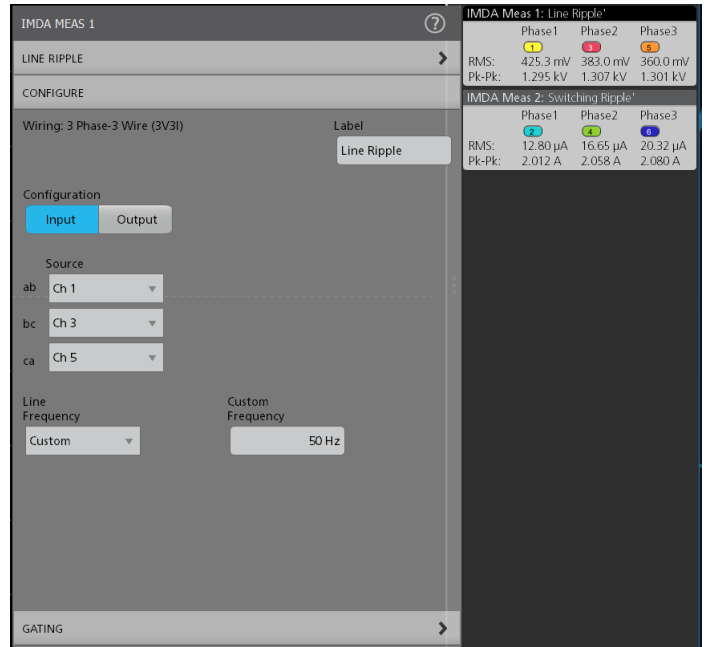 IMDA MEAS 1
?
LINE RIPPLE
CONFIGURE
Wiring: 3 Phase-3 Wire (3V3I)
Label
Line Ripple
Configuration
Input Output
Source
ab Ch 1
bc Ch 3
ca Ch 5
Line
Frequency
Custom
Custom
Frequency
50 Hz
GATING
IMDA Meas 1: Line Ripple'
Phase1 Phase2 Phase3
1 3 5
RMS: 425.3 mV 383.0 mV 360.0 mV
Pk-Pk: 1.295 kV 1.307 kV 1.301 kV
IMDA Meas 2: Switching Ripple'
Phase1 Phase2 Phase3
2 4 6
RMS: 12.80 µA 16.65 µA 20.32 µA
Pk-Pk: 2.012 A 2.058 A 2.080 A